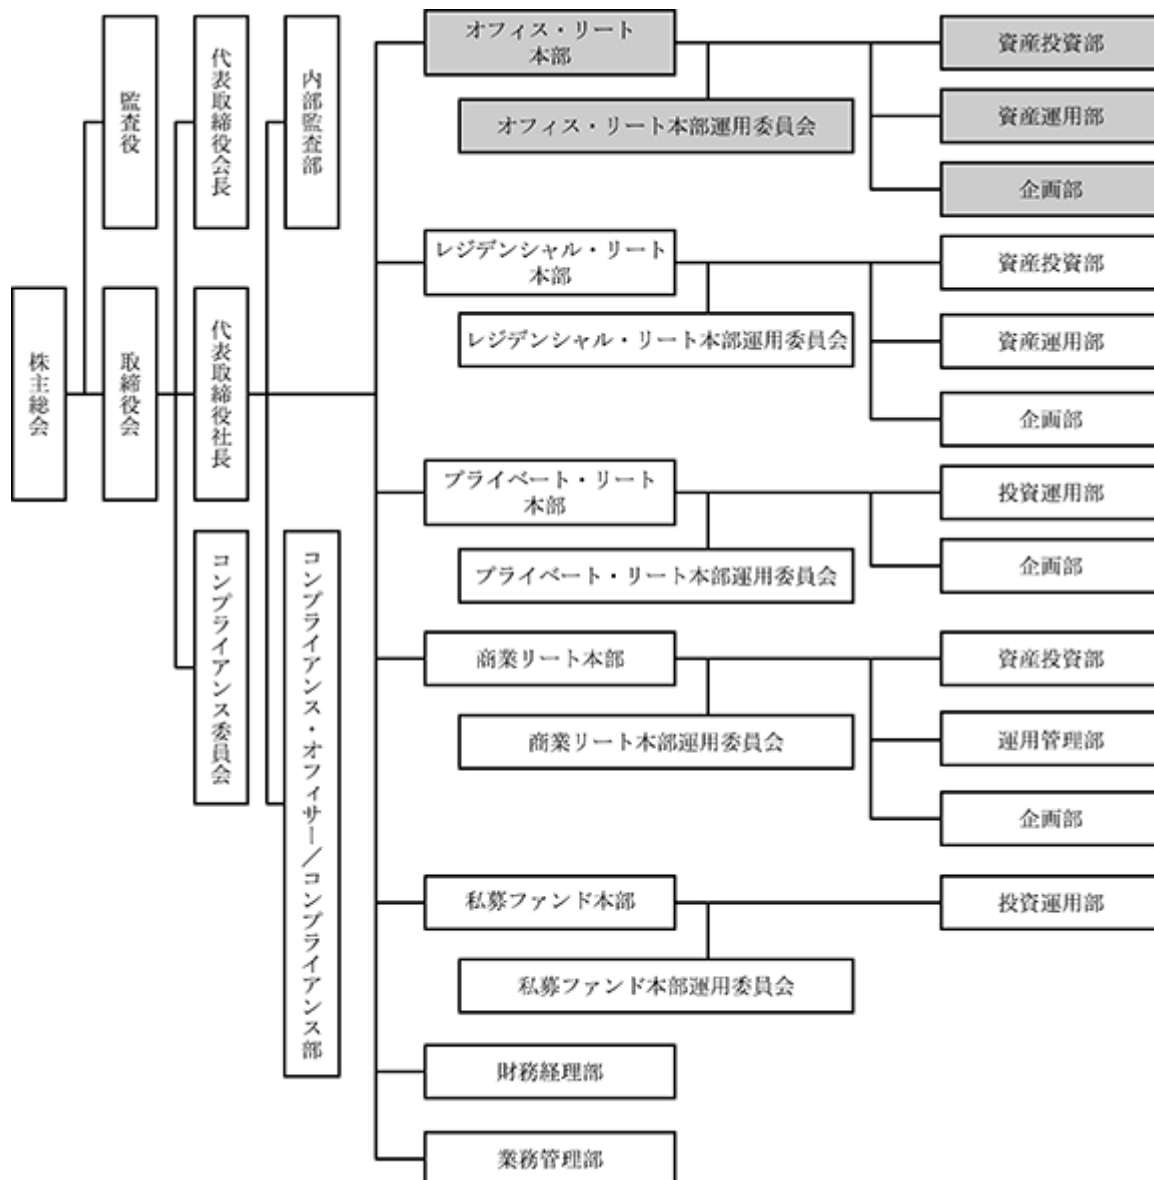 株主総会
監査役
取締役会
代表取締役会長
代表取締役社長
コンプライアンス委員会
内部監査部
コンプライアンス・オフィサー／コンプライアンス部
オフィス・リート
本部
オフィス・リート本部運用委員会
資産投資部
資産運用部
企画部
レジデンシャル・リート
本部
レジデンシャル・リート本部運用委員会
資産投資部
資産運用部
企画部
プライベート・リート
本部
プライベート・リート本部運用委員会
投資運用部
企画部
商業リート本部
商業リート本部運用委員会
資産投資部
運用管理部
企画部
私募ファンド本部
私募ファンド本部運用委員会
投資運用部
財務経理部
業務管理部